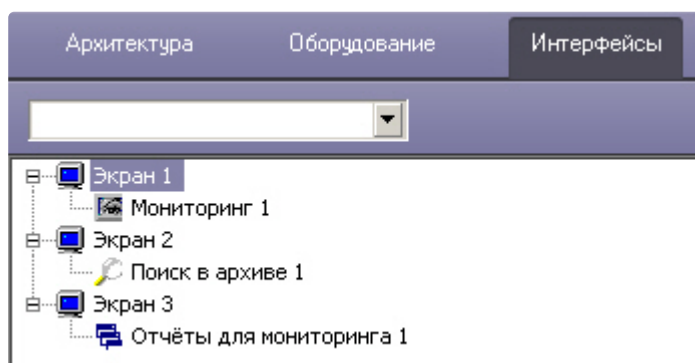 Архитектура Оборудование Интерфейсы
Экран 1
Мониторинг 1
Экран 2
Поиск в архиве 1
Экран 3
Отчёты для мониторинга 1